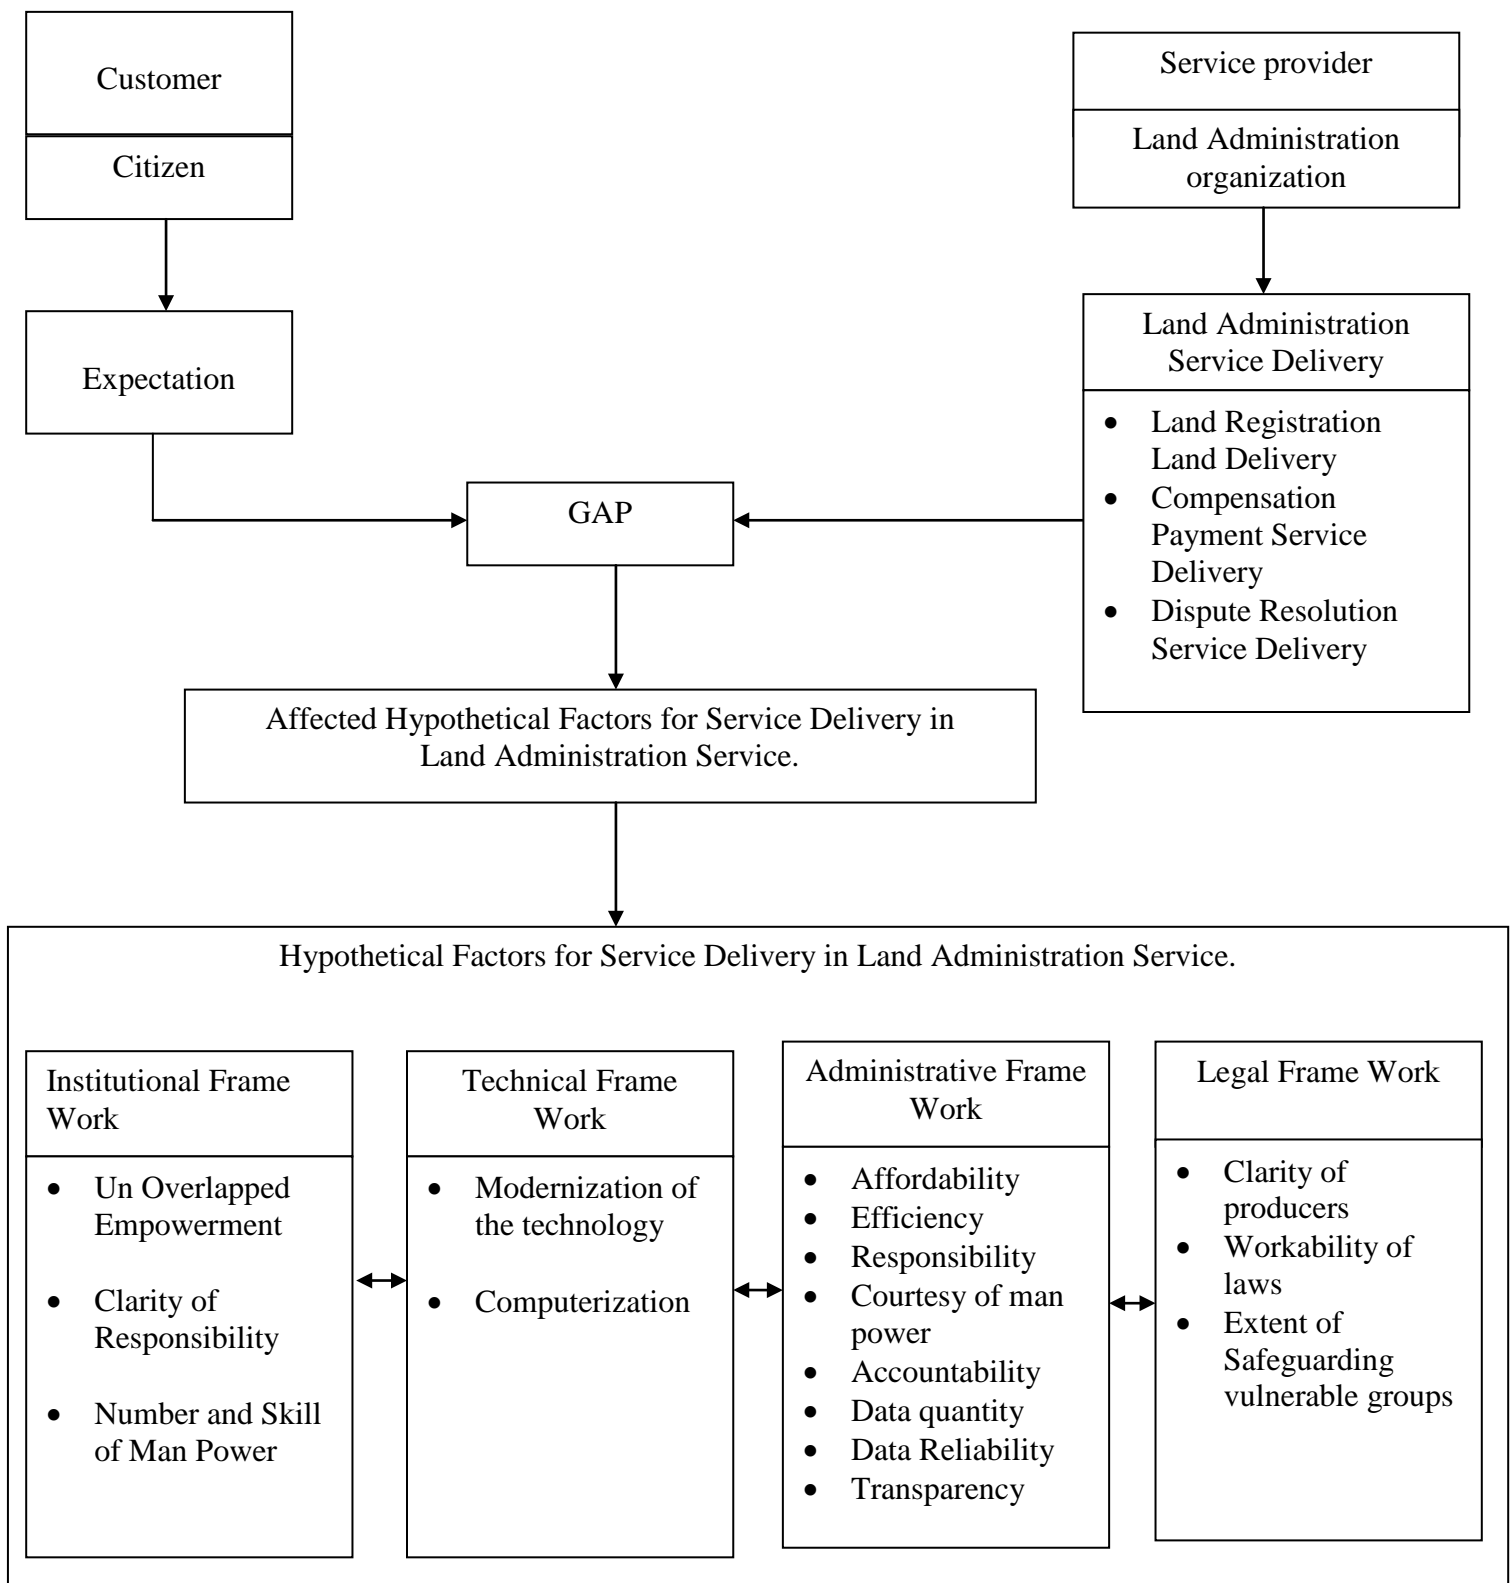 Customer
Citizen
Service provider
Land Administration
organization
Expectation
Land Administration
Service Delivery
• Land Registration
Land Delivery
• Compensation
Payment Service
Delivery
• Dispute Resolution
Service Delivery
GAP
Affected Hypothetical Factors for Service Delivery in
Land Administration Service.
Hypothetical Factors for Service Delivery in Land Administration Service.
Institutional Frame
Work
• Un Overlapped
Empowerment
• Clarity of
Responsibility
• Number and Skill
of Man Power
Technical Frame
Work
• Modernization of
the technology
• Computerization
Administrative Frame
Work
• Affordability
• Efficiency
• Responsibility
• Courtesy of man
power
• Accountability
• Data quantity
• Data Reliability
• Transparency
Legal Frame Work
• Clarity of
producers
• Workability of
laws
• Extent of
Safeguarding
vulnerable groups